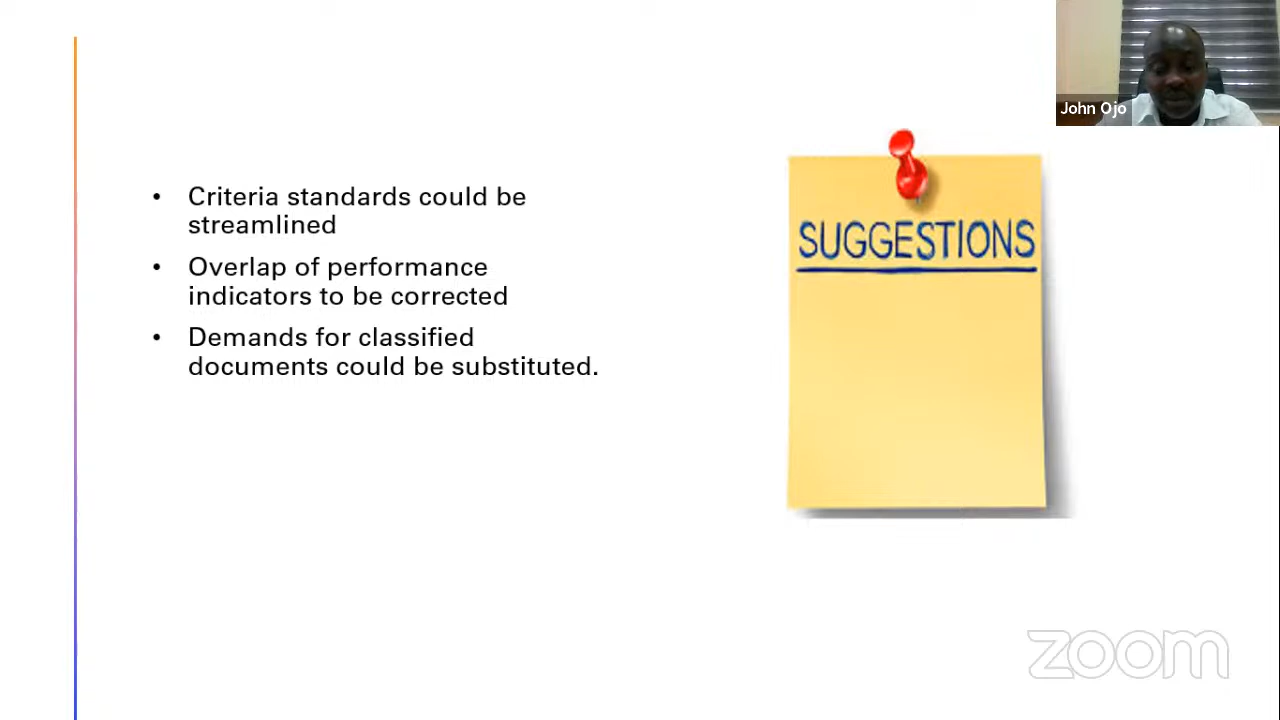 John Ojo
• Criteria standards could be
streamlined
• Overlap of performance
indicators to be corrected
• Demands for classified
documents could be substituted.
SUGGESTIONS
zoom